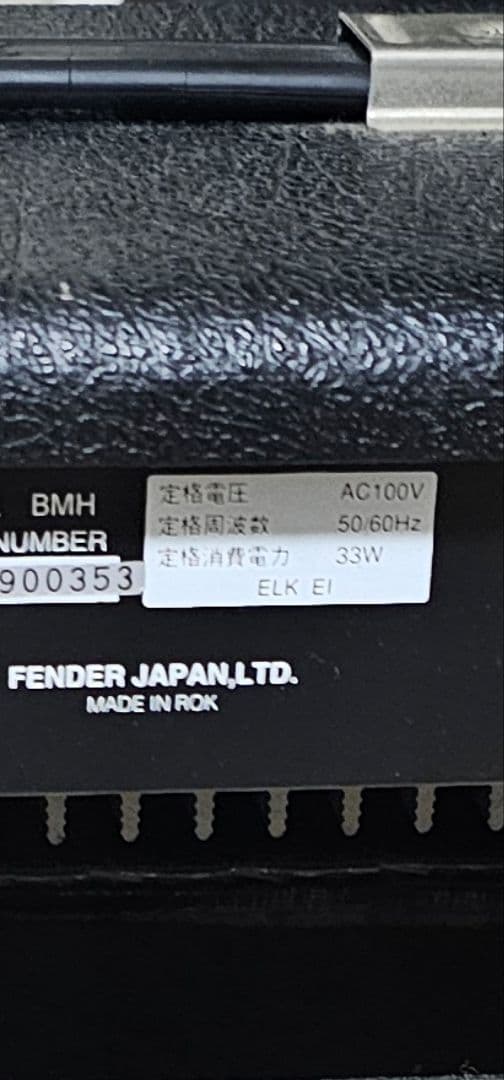 BMH
NUMBER
900353
定格電圧 AC100V
定格周波数 50/60Hz
定格消費電力 33W
ELK EI
FENDER JAPAN,LTD.
MADE IN ROK